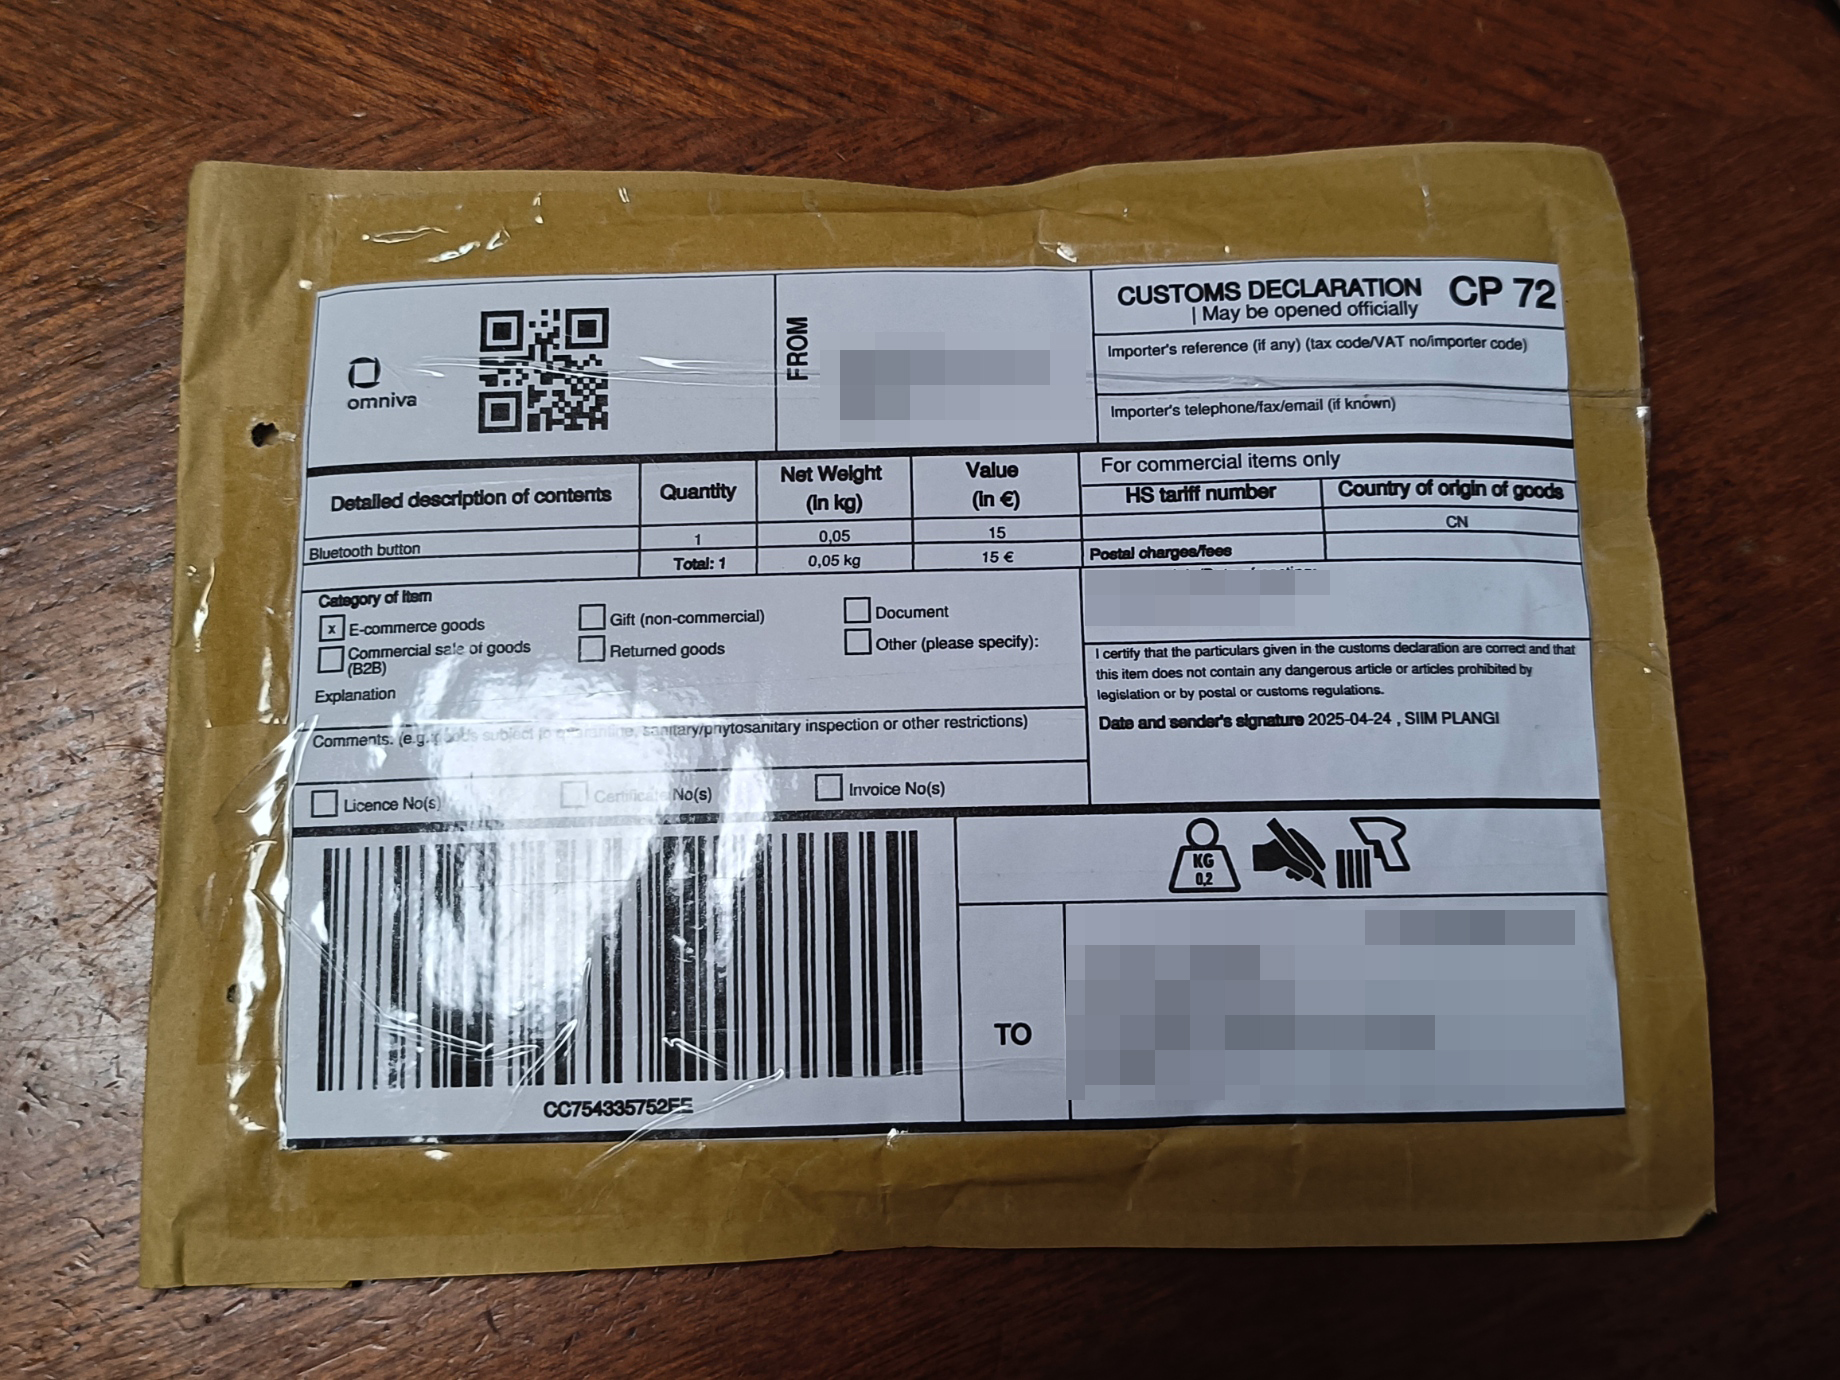 omniva
FROM
CUSTOMS DECLARATION CP 72
| May be opened officially
Importer's reference (if any) (tax code/VAT no/importer code)
Importer's telephone/fax/email (if known)
Detailed description of contents
Quantity
Net Weight
(in kg)
Value
(in €)
For commercial items only
HS tariff number
Country of origin of goods
Bluetooth button
1
0,05
15
CN
Total: 1
0,05 kg
15 €
Postal charges/fees
Category of item
x E-commerce goods
Gift (non-commercial)
Document
Commercial sale of goods
(B2B)
Returned goods
Other (please specify):
Explanation
I certify that the particulars given in the customs declaration are correct and that
this item does not contain any dangerous article or articles prohibited by
legislation or by postal or customs regulations.
Date and sender's signature 2025-04-24 , SIIM PLANGI
Comments: (e.g.: goods subject to quarantine, sanitary/phytosanitary inspection or other restrictions)
Licence No(s)
Certificate No(s)
Invoice No(s)
KG
0,2
TO
CC754335752EE